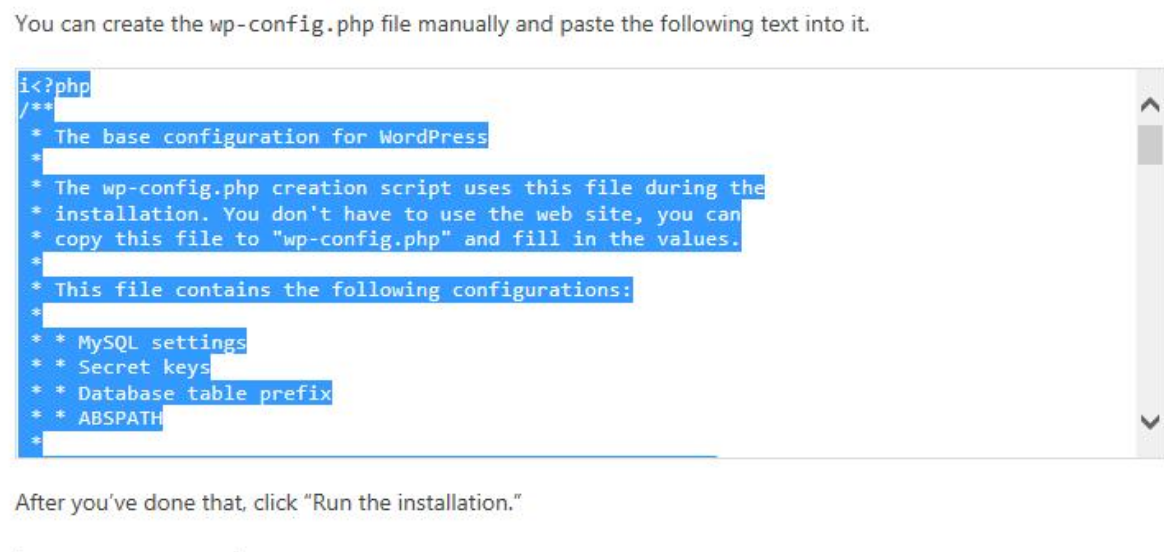 You can create the wp-config.php file manually and paste the following text into it.
i<?php
/**
 * The base configuration for WordPress
 *
 * The wp-config.php creation script uses this file during the
 * installation. You don't have to use the web site, you can
 * copy this file to "wp-config.php" and fill in the values.
 *
 * This file contains the following configurations:
 *
 * * MySQL settings
 * * Secret keys
 * * Database table prefix
 * * ABSPATH
 *
After you’ve done that, click “Run the installation.”